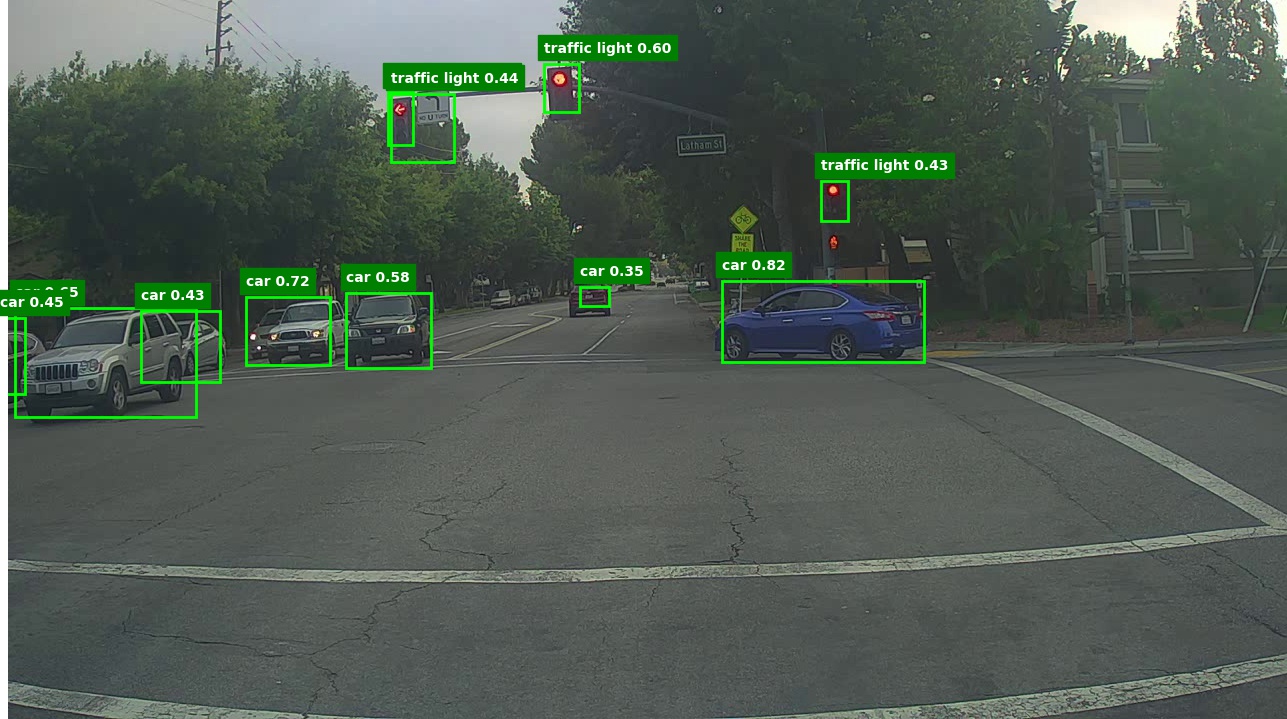 traffic light 0.60
traffic light 0.44
NO U TURN
Latham St
traffic light 0.43
SHARE
THE
ROAD
car 0.82
car 0.35
car 0.58
car 0.72
car 0.43
car 0.45